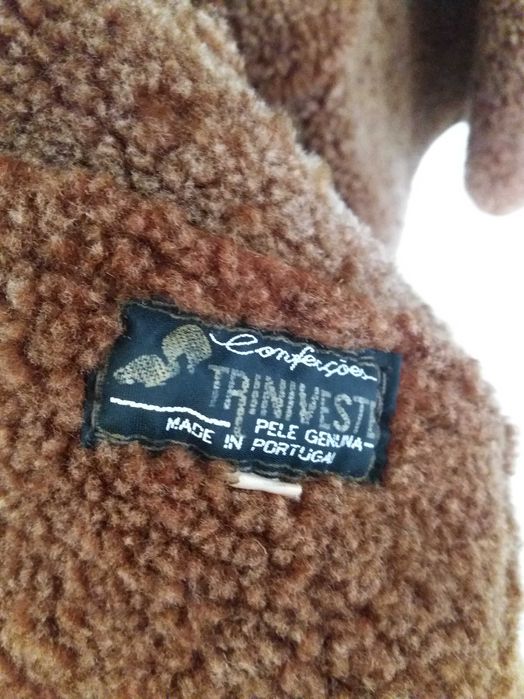 Confecções
TRINIVESTE
PELE GENUINA
MADE IN PORTUGAL